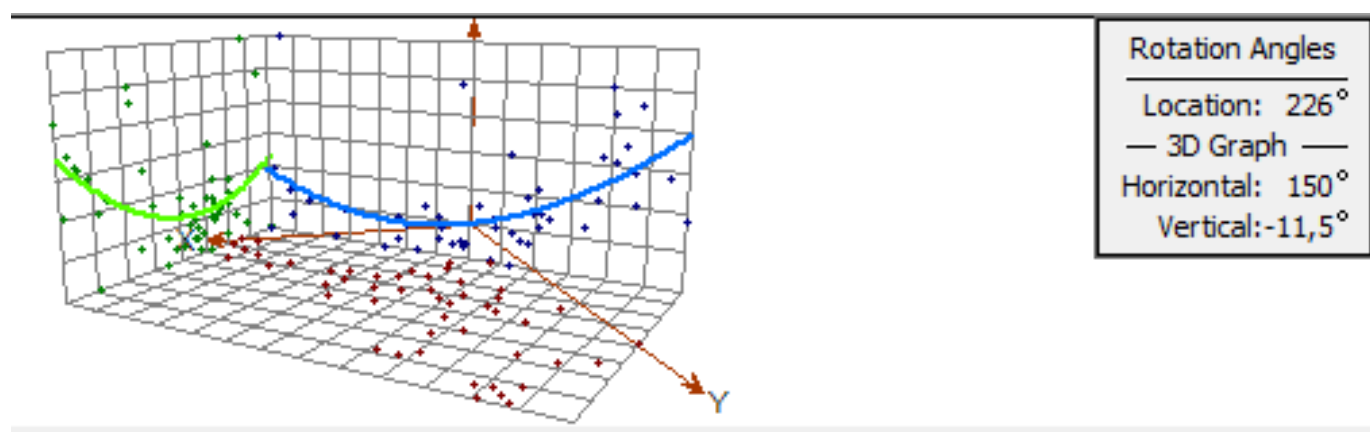 X
Y
Rotation Angles
Location: 226°
3D Graph
Horizontal: 150°
Vertical:-11,5°